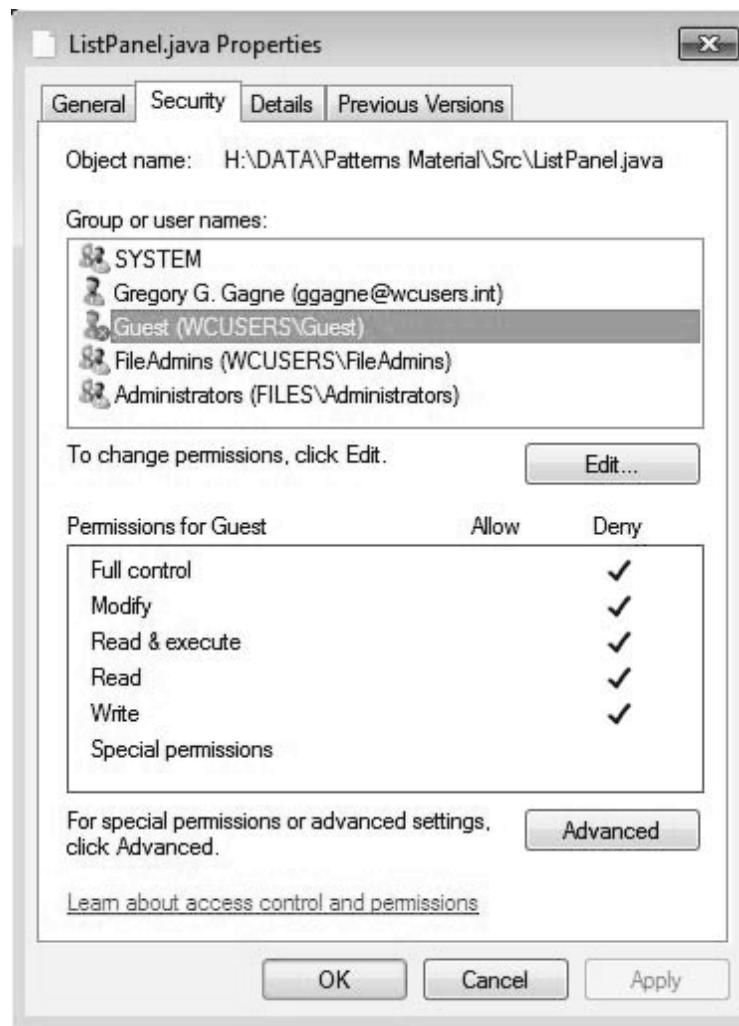 ListPanel.java Properties
General Security Details Previous Versions
Object name: H:\DATA\Patterns Material\Src\ListPanel.java
Group or user names:
SYSTEM
Gregory G. Gagne (ggagne@wcusers.int)
Guest (WCUSERS\Guest)
FileAdmins (WCUSERS\FileAdmins)
Administrators (FILES\Administrators)
To change permissions, click Edit. Edit...
Permissions for Guest Allow Deny
Full control
Modify
Read & execute
Read
Write
Special permissions
For special permissions or advanced settings,
click Advanced. Advanced
Learn about access control and permissions
OK Cancel Apply